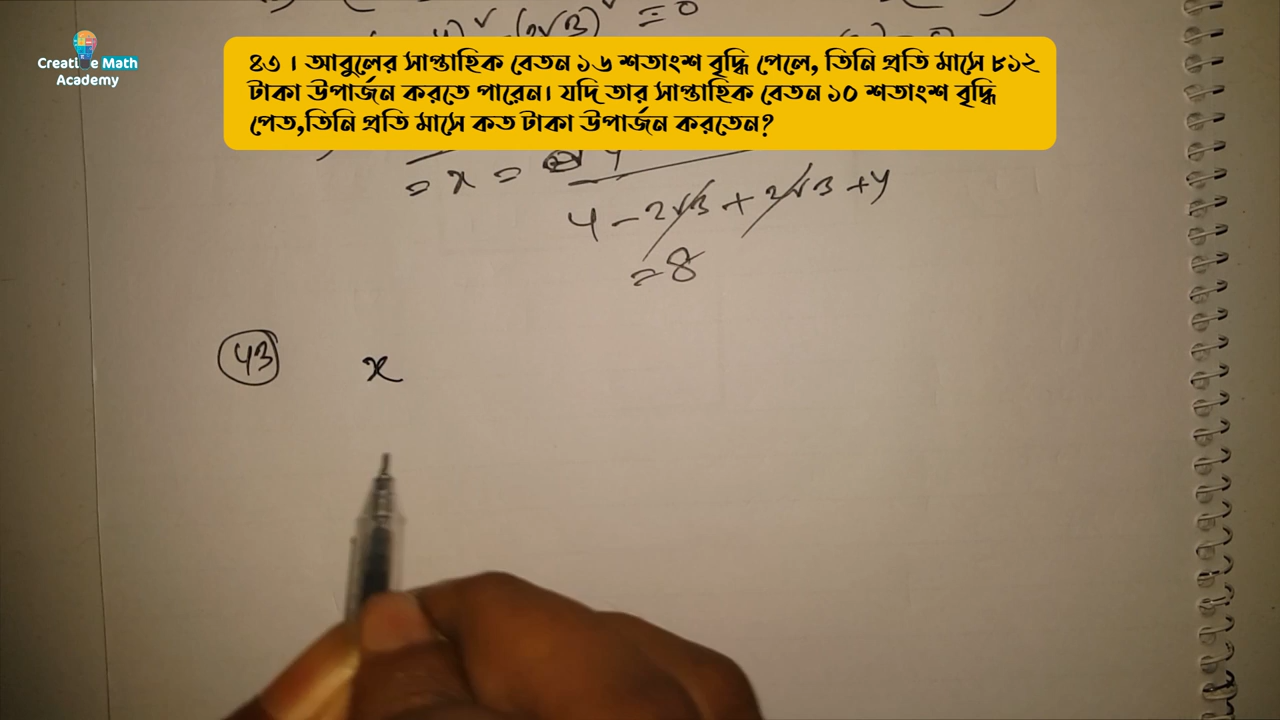 = 0
Creative Math
Academy
৪৩। আবুলের সাপ্তাহিক বেতন ১৬ শতাংশ বৃদ্ধি পেলে, তিনি প্রতি মাসে ৮১২
টাকা উপার্জন করতে পারেন। যদি তার সাপ্তাহিক বেতন ১০ শতাংশ বৃদ্ধি
পেত,তিনি প্রতি মাসে কত টাকা উপার্জন করতেন?
= x =
4 - 2√3 + 2√3 + 4
= 8
43 x